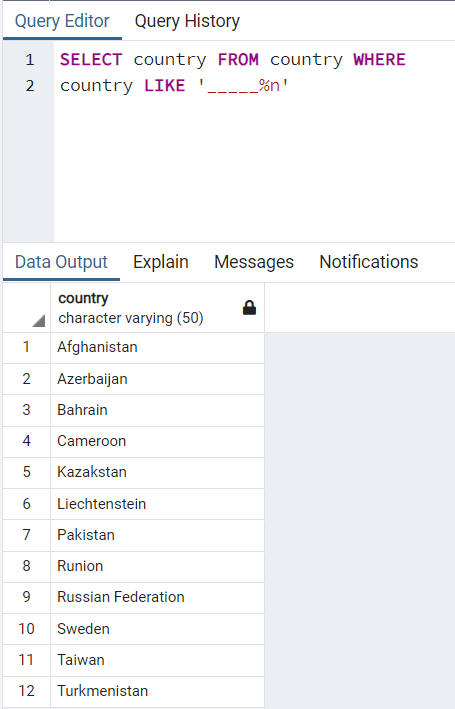 Query Editor Query History
1 SELECT country FROM country WHERE
2 country LIKE '_____%n'
Data Output Explain Messages Notifications
country
character varying (50)
1 Afghanistan
2 Azerbaijan
3 Bahrain
4 Cameroon
5 Kazakstan
6 Liechtenstein
7 Pakistan
8 Runion
9 Russian Federation
10 Sweden
11 Taiwan
12 Turkmenistan